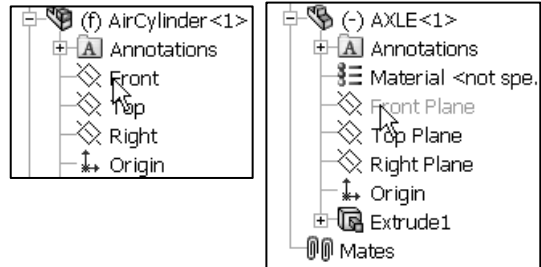 (f) AirCylinder<1>
A Annotations
Front
Top
Right
Origin
(-) AXLE<1>
A Annotations
Material <not spe.
Front Plane
Top Plane
Right Plane
Origin
Extrude1
Mates